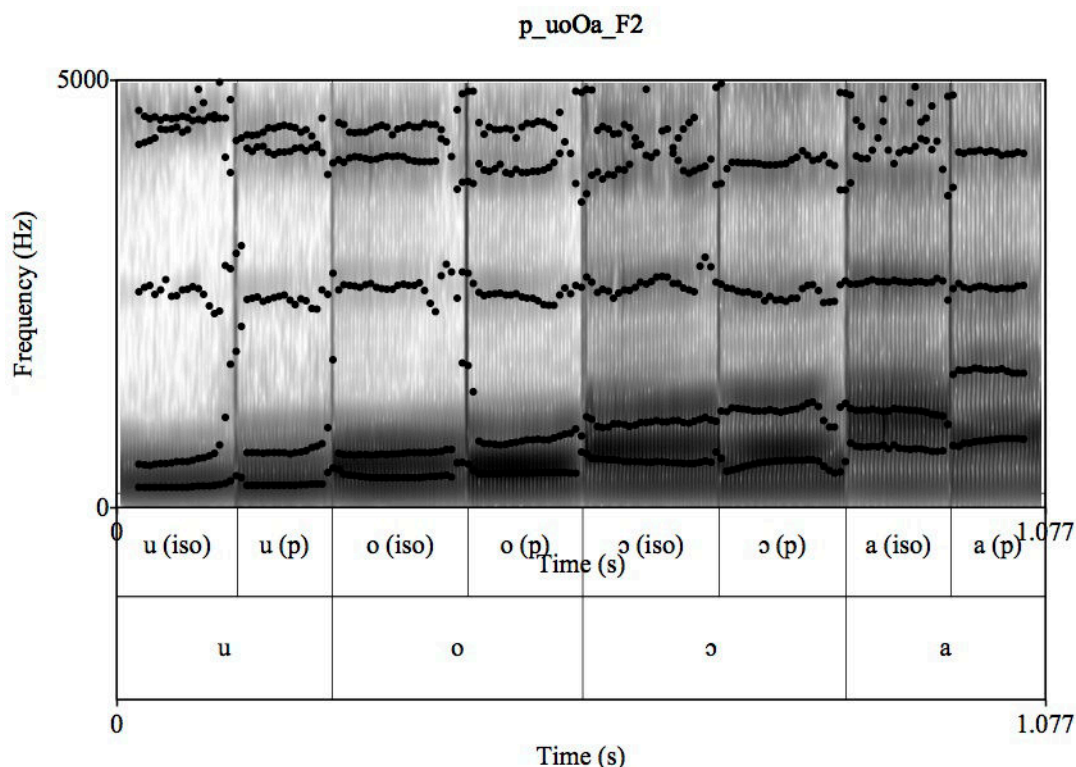 p_uoOa_F2
5000
Frequency (Hz)
0
0 1.077
u (iso) u (p) o (iso) o (p) ɔ (iso) ɔ (p) a (iso) a (p)
Time (s)
u o ɔ a
0 1.077
Time (s)